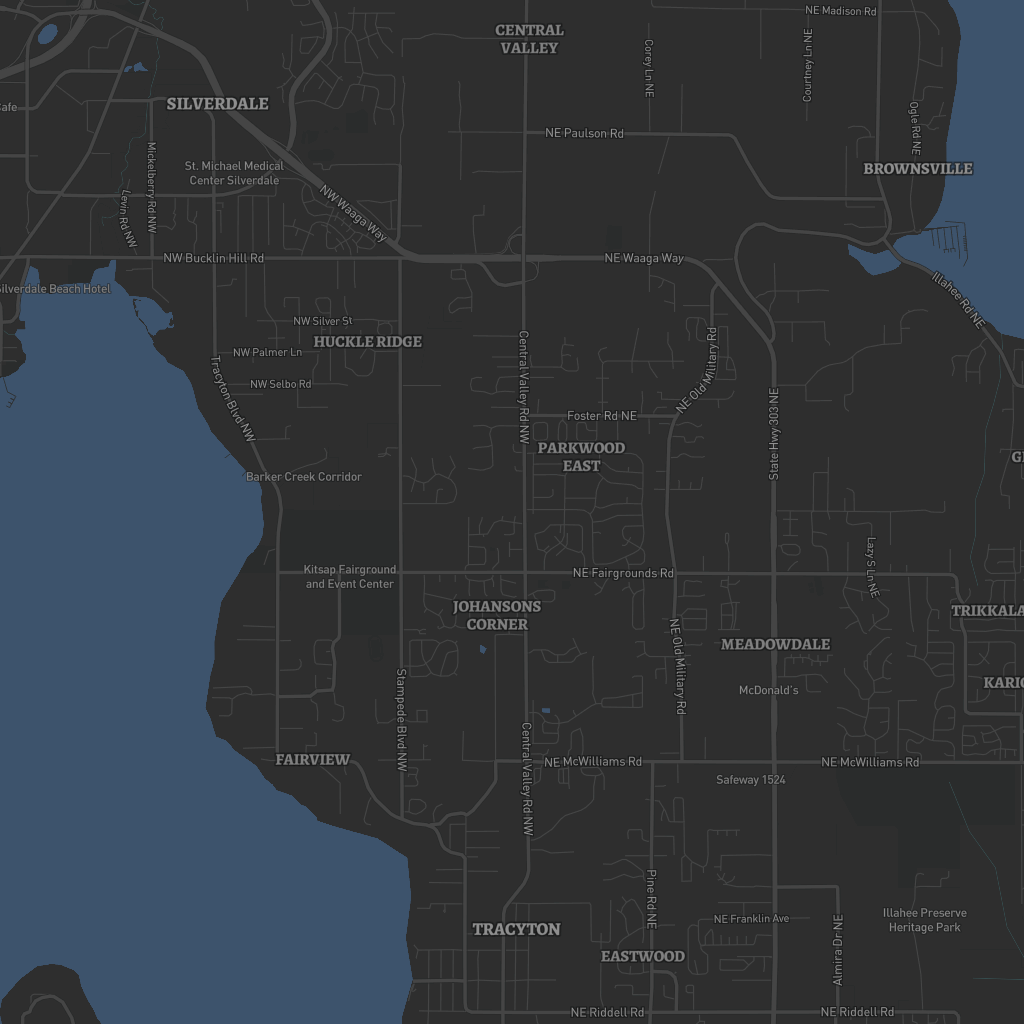 NE Madison Rd
CENTRAL
VALLEY
Corey Ln NE
Courtney Ln NE
Cafe
SILVERDALE
Ogle Rd NE
NE Paulson Rd
Mickelberry Rd NW
St. Michael Medical
Center Silverdale
BROWNSVILLE
Levin Rd NW
NW Waaga Way
NW Bucklin Hill Rd
NE Waaga Way
Silverdale Beach Hotel
Illahee Rd NE
NW Silver St
HUCKLE RIDGE
NW Palmer Ln
NW Selbo Rd
Tracyton Blvd NW
Central Valley Rd NW
NE Old Military Rd
State Hwy 303 NE
Foster Rd NE
PARKWOOD
EAST
Barker Creek Corridor
Kitsap Fairground
and Event Center
NE Fairgrounds Rd
Lazy S Ln NE
JOHANSONS
CORNER
TRIKKALA
NE Old Military Rd
MEADOWDALE
Stampede Blvd NW
McDonald's
Central Valley Rd NW
FAIRVIEW
NE McWilliams Rd
NE McWilliams Rd
Safeway 1524
Pine Rd NE
NE Franklin Ave
Almira Dr NE
Illahee Preserve
Heritage Park
TRACYTON
EASTWOOD
NE Riddell Rd
NE Riddell Rd